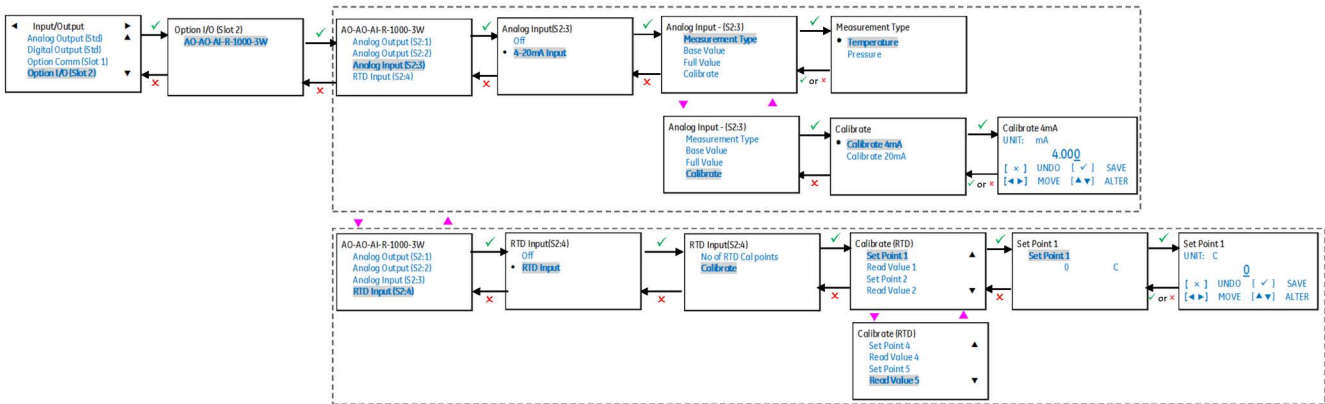 ◄ Input/Output ►
Analog Output (Std) ▲
Digital Output (Std)
Option Comm (Slot 1)
Option I/O (Slot 2) ▼
✓
×
Option I/O (Slot 2)
AO-AO-AI-R-1000-3W
✓
×
AO-AO-AI-R-1000-3W
Analog Output (S2:1)
Analog Output (S2:2)
Analog Input (S2:3)
RTD Input (S2:4)
✓
×
Analog Input(S2:3)
Off
• 4-20mA Input
✓
×
Analog Input - (S2:3)
Measurement Type
Base Value
Full Value
Calibrate
✓
✓ or ×
Measurement Type
• Temperature
Pressure
▼ ▲
Analog Input - (S2:3)
Measurement Type
Base Value
Full Value
Calibrate
✓
×
Calibrate
• Calibrate 4mA
Calibrate 20mA
✓
✓ or ×
Calibrate 4mA
UNIT: mA
4.000
[ × ] UNDO [ ✓ ] SAVE
[◄ ►] MOVE [▲ ▼] ALTER
▼ ▲
AO-AO-AI-R-1000-3W
Analog Output (S2:1)
Analog Output (S2:2)
Analog Input (S2:3)
RTD Input (S2:4)
✓
×
RTD Input(S2:4)
Off
• RTD Input
✓
×
RTD Input(S2:4)
No of RTD Cal points
Calibrate
✓
×
Calibrate (RTD)
Set Point 1 ▲
Read Value 1
Set Point 2
Read Value 2 ▼
✓
×
Set Point 1
Set Point 1
0 C
✓
✓ or ×
Set Point 1
UNIT: C
0
[ × ] UNDO [ ✓ ] SAVE
[◄ ►] MOVE [▲ ▼] ALTER
▼ ▲
Calibrate (RTD)
Set Point 4 ▲
Read Value 4
Set Point 5
Read Value 5 ▼